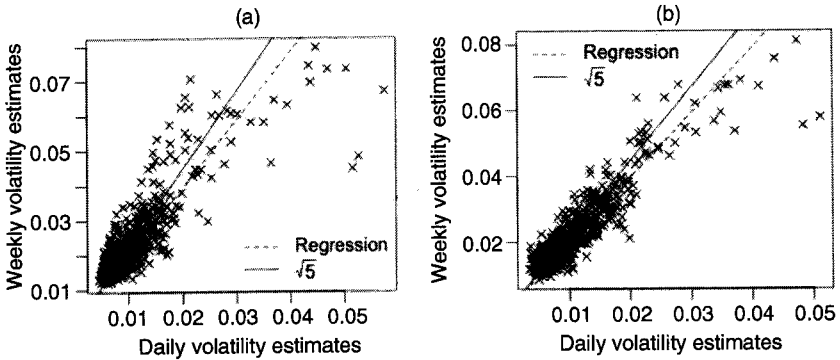 (a)
Weekly volatility estimates
0.07
0.05
0.03
0.01
Regression
√5
0.01 0.02 0.03 0.04 0.05
Daily volatility estimates
(b)
Weekly volatility estimates
0.08
0.06
0.04
0.02
Regression
√5
0.01 0.02 0.03 0.04 0.05
Daily volatility estimates